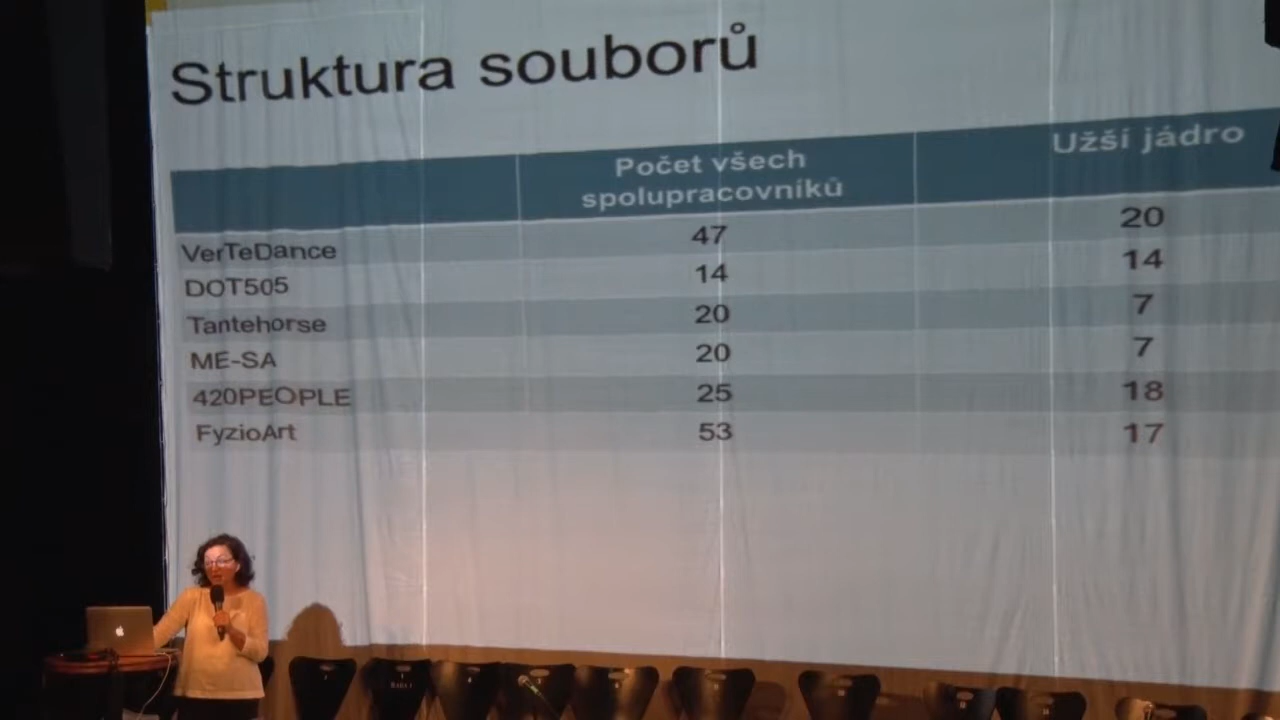 Struktura souborů
Počet všech spolupracovníků Užší jádro
VerTeDance 47 20
DOT505 14 14
Tantehorse 20 7
ME-SA 20 7
420PEOPLE 25 18
FyzioArt 53 17